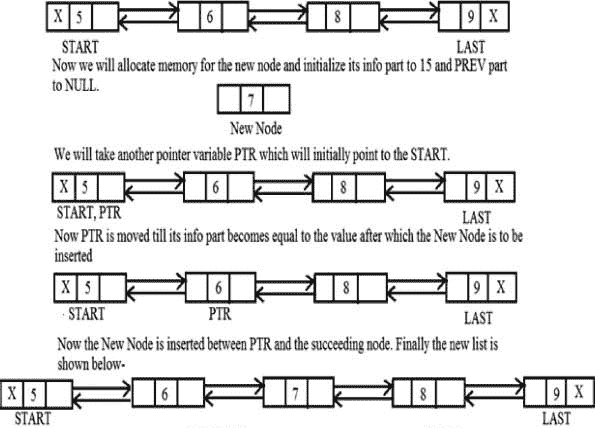 X 5 6 8 9 X
START LAST
Now we will allocate memory for the new node and initialize its info part to 15 and PREV part
to NULL.
7
New Node
We will take another pointer variable PTR which will initially point to the START.
X 5 6 8 9 X
START, PTR LAST
Now PTR is moved till its info part becomes equal to the value after which the New Node is to be
inserted
X 5 6 8 9 X
START PTR LAST
Now the New Node is inserted between PTR and the succeeding node. Finally the new list is
shown below-
X 5 6 7 8 9 X
START LAST